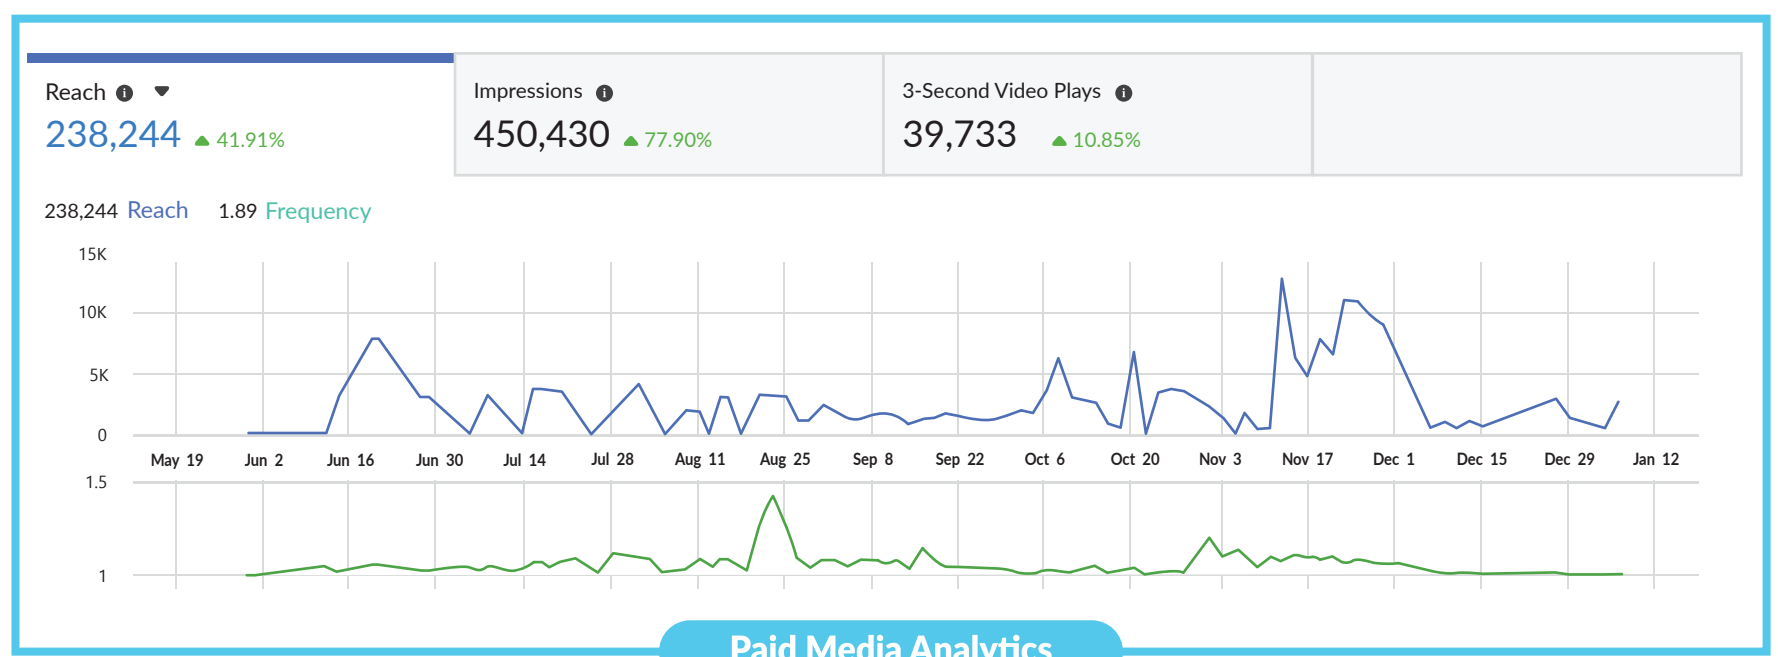 Reach
238,244 41.91%
Impressions
450,430 77.90%
3-Second Video Plays
39,733 10.85%
238,244 Reach 1.89 Frequency
15K
10K
5K
0
May 19 Jun 2 Jun 16 Jun 30 Jul 14 Jul 28 Aug 11 Aug 25 Sep 8 Sep 22 Oct 6 Oct 20 Nov 3 Nov 17 Dec 1 Dec 15 Dec 29 Jan 12
1.5
1
Paid Media Analytics